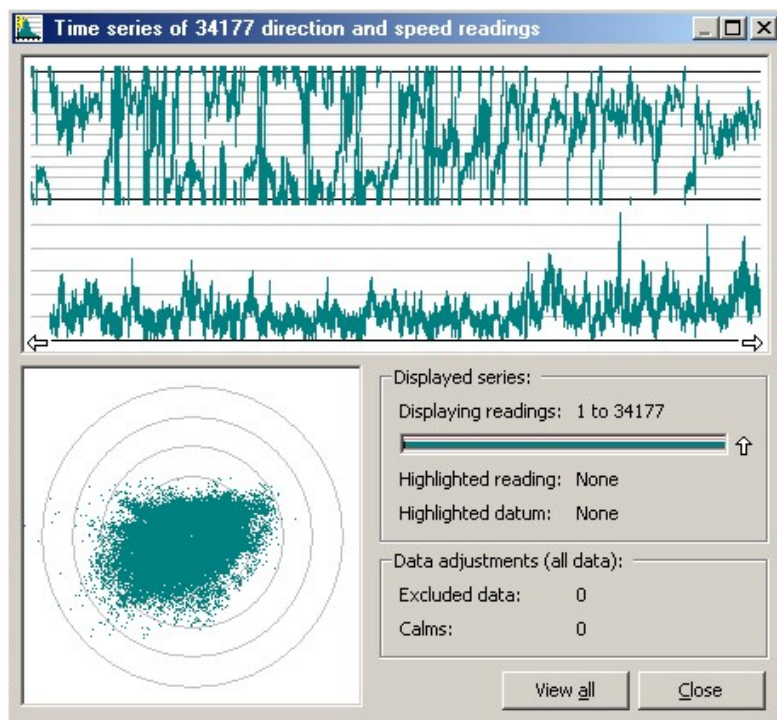 Time series of 34177 direction and speed readings
Displayed series:
Displaying readings: 1 to 34177
Highlighted reading: None
Highlighted datum: None
Data adjustments (all data):
Excluded data: 0
Calms: 0
View all Close